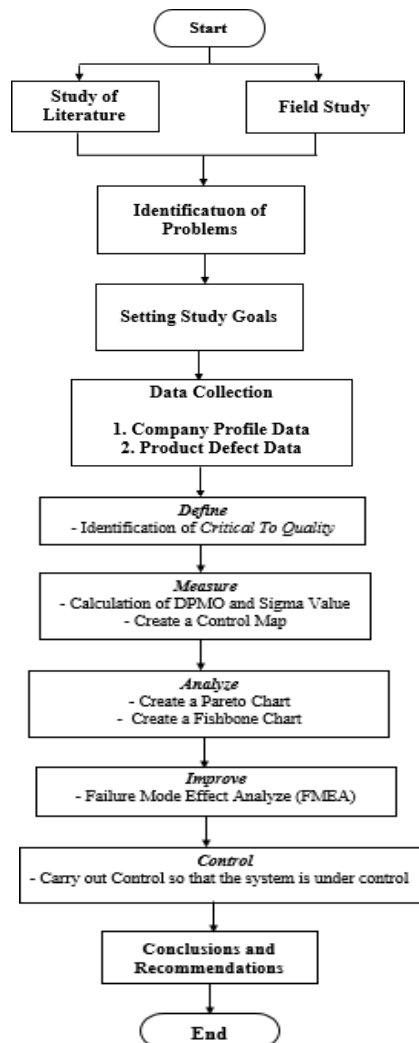 Start
Study of
Literature
Field Study
Identificatuon of
Problems
Setting Study Goals
Data Collection
1. Company Profile Data
2. Product Defect Data
Define
- Identification of Critical To Quality
Measure
- Calculation of DPMO and Sigma Value
- Create a Control Map
Analyze
- Create a Pareto Chart
- Create a Fishbone Chart
Improve
- Failure Mode Effect Analyze (FMEA)
Control
- Carry out Control so that the system is under control
Conclusions and
Recommendations
End